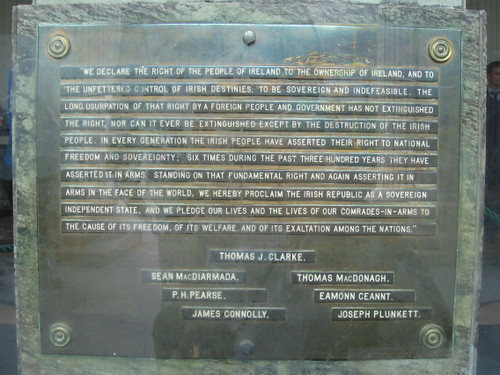 "WE DECLARE THE RIGHT OF THE PEOPLE OF IRELAND TO THE OWNERSHIP OF IRELAND, AND TO
THE UNFETTERED CONTROL OF IRISH DESTINIES, TO BE SOVEREIGN AND INDEFEASIBLE. THE
LONG USURPATION OF THAT RIGHT BY A FOREIGN PEOPLE AND GOVERNMENT HAS NOT EXTINGUISHED
THE RIGHT, NOR CAN IT EVER BE EXTINGUISHED EXCEPT BY THE DESTRUCTION OF THE IRISH
PEOPLE. IN EVERY GENERATION THE IRISH PEOPLE HAVE ASSERTED THEIR RIGHT TO NATIONAL
FREEDOM AND SOVEREIGNTY; SIX TIMES DURING THE PAST THREE HUNDRED YEARS THEY HAVE
ASSERTED IT IN ARMS. STANDING ON THAT FUNDAMENTAL RIGHT AND AGAIN ASSERTING IT IN
ARMS IN THE FACE OF THE WORLD, WE HEREBY PROCLAIM THE IRISH REPUBLIC AS A SOVEREIGN
INDEPENDENT STATE, AND WE PLEDGE OUR LIVES AND THE LIVES OF OUR COMRADES-IN-ARMS TO
THE CAUSE OF ITS FREEDOM, OF ITS WELFARE, AND OF ITS EXALTATION AMONG THE NATIONS."
THOMAS J. CLARKE.
SEAN MACDIARMADA. THOMAS MACDONAGH.
P. H. PEARSE. EAMONN CEANNT.
JAMES CONNOLLY. JOSEPH PLUNKETT.